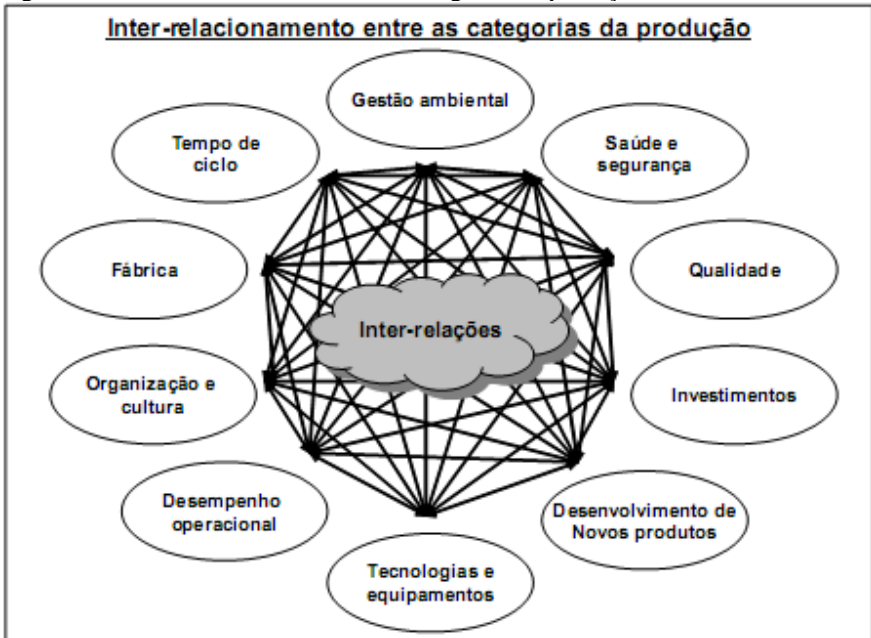 Inter-relacionamento entre as categorias da produção
Gestão ambiental
Tempo de
ciclo
Saúde e
segurança
Fábrica
Qualidade
Inter-relações
Organização e
cultura
Investimentos
Desempenho
operacional
Desenvolvimento de
Novos produtos
Tecnologias e
equipamentos